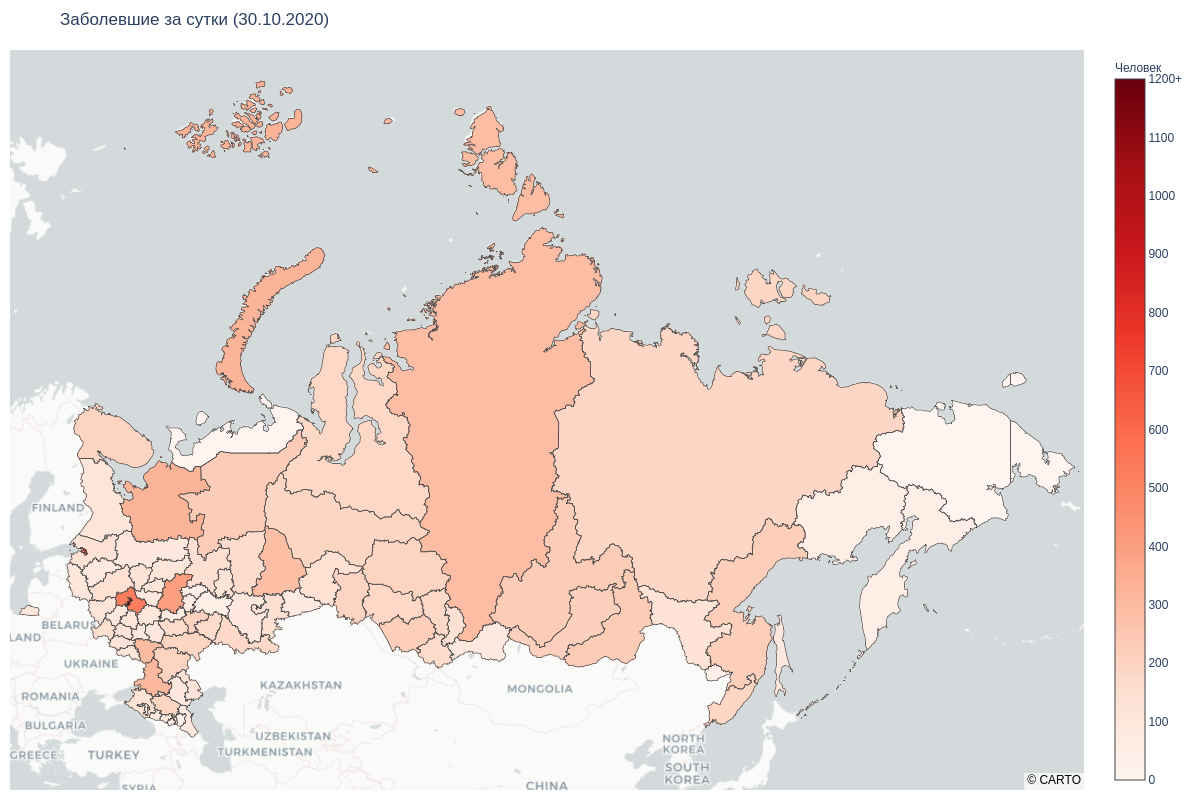 Заболевшие за сутки (30.10.2020)
Человек
1200+
1100
1000
900
800
700
600
500
400
300
200
100
0
FINLAND
BELARUS
LAND
UKRAINE
ROMANIA
BULGARIA
GREECE
TURKEY
SYRIA
KAZAKHSTAN
UZBEKISTAN
TURKMENISTAN
MONGOLIA
CHINA
NORTH
KOREA
SOUTH
KOREA
© CARTO